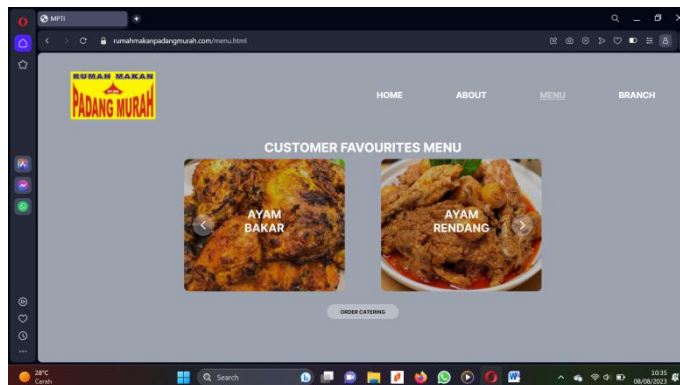 MPTI
rumahmakanpadangmurah.com/menu.html
RUMAH MAKAN
PADANG MURAH
HOME
ABOUT
MENU
BRANCH
CUSTOMER FAVOURITES MENU
AYAM
BAKAR
AYAM
RENDANG
ORDER CATERING
28°C
Cerah
Search
10:35
08/08/2023